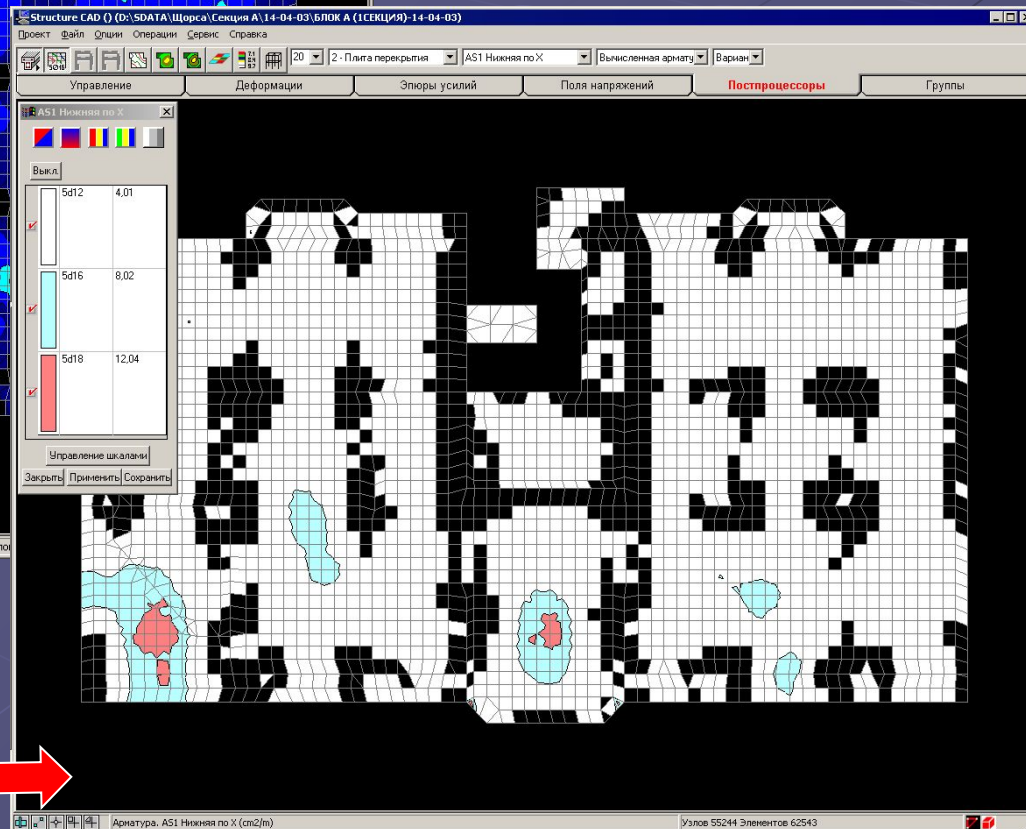 Structure CAD () (D:\SDATA\Щорса\Секция А\14-04-03\БЛОК А (1СЕКЦИЯ)-14-04-03)
Проект Файл Опции Операции Сервис Справка
20 2 - Плита перекрытия AS1 Нижняя по X Вычисленная армату Вариан
Управление Деформации Эпюры усилий Поля напряжений Постпроцессоры Группы
AS1 Нижняя по X
Выкл.
5d12 4,01
5d16 8,02
5d18 12,04
Управление шкалами
Закрыть Применить Сохранить
Арматура. AS1 Нижняя по X (cm2/m) Узлов 55244 Элементов 62543